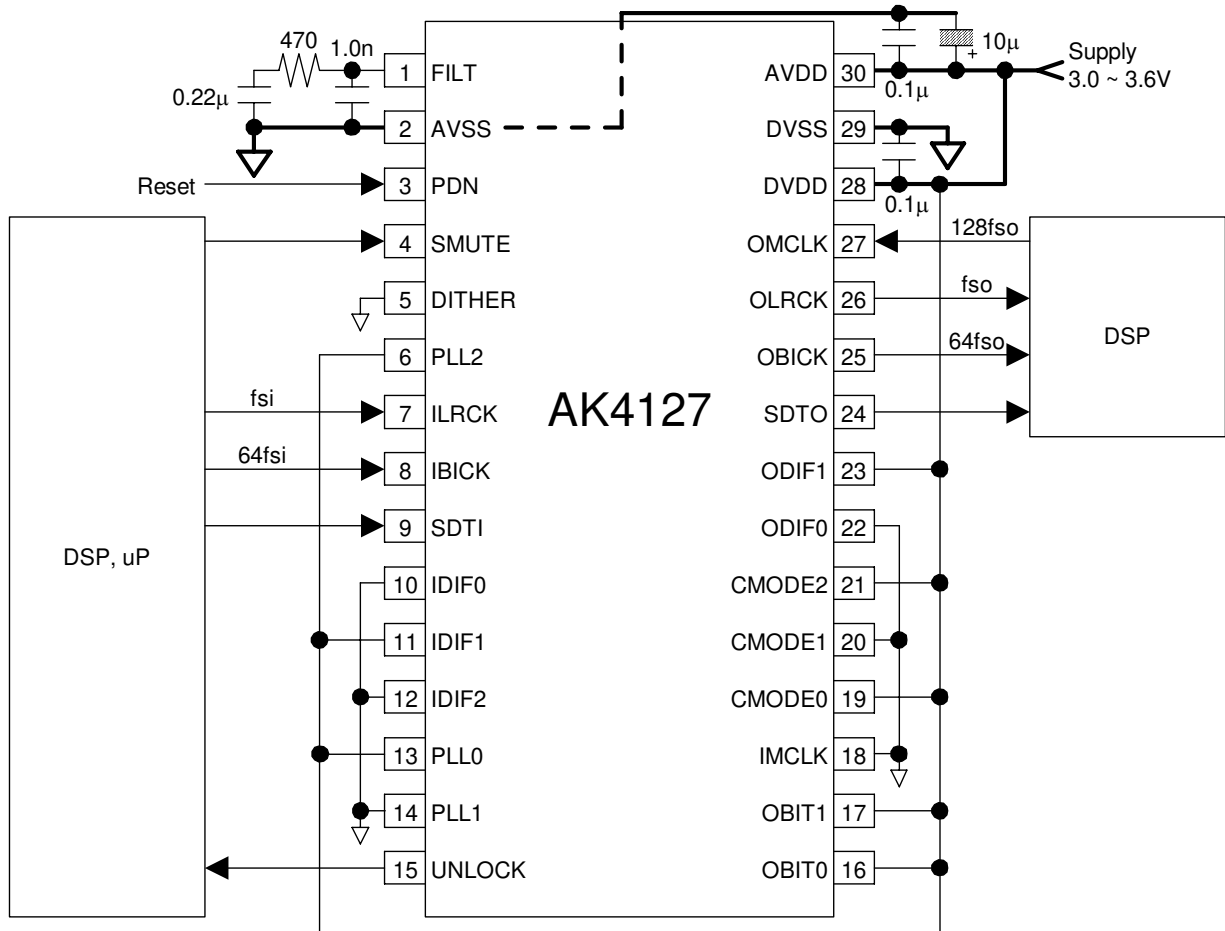 470
1.0n
0.22µ
1 FILT
2 AVSS
Reset
3 PDN
4 SMUTE
5 DITHER
6 PLL2
fsi
7 ILRCK
64fsi
8 IBICK
9 SDTI
DSP, uP
10 IDIF0
11 IDIF1
12 IDIF2
13 PLL0
14 PLL1
15 UNLOCK
AK4127
10µ
+
Supply
3.0 ~ 3.6V
AVDD 30
0.1µ
DVSS 29
DVDD 28
0.1µ
OMCLK 27
128fso
OLRCK 26
fso
OBICK 25
64fso
DSP
SDTO 24
ODIF1 23
ODIF0 22
CMODE2 21
CMODE1 20
CMODE0 19
IMCLK 18
OBIT1 17
OBIT0 16